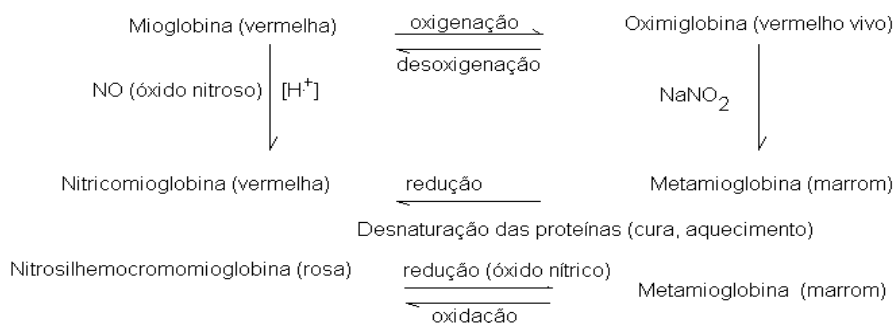 Mioglobina (vermelha) oxigenação Oximiglobina (vermelho vivo)
desoxigenação
NO (óxido nitroso) [H.+] NaNO2
Nitricomioglobina (vermelha) redução Metamioglobina (marrom)
Desnaturação das proteínas (cura, aquecimento)
Nitrosilhemocromomioglobina (rosa) redução (óxido nítrico) Metamioglobina (marrom)
oxidação